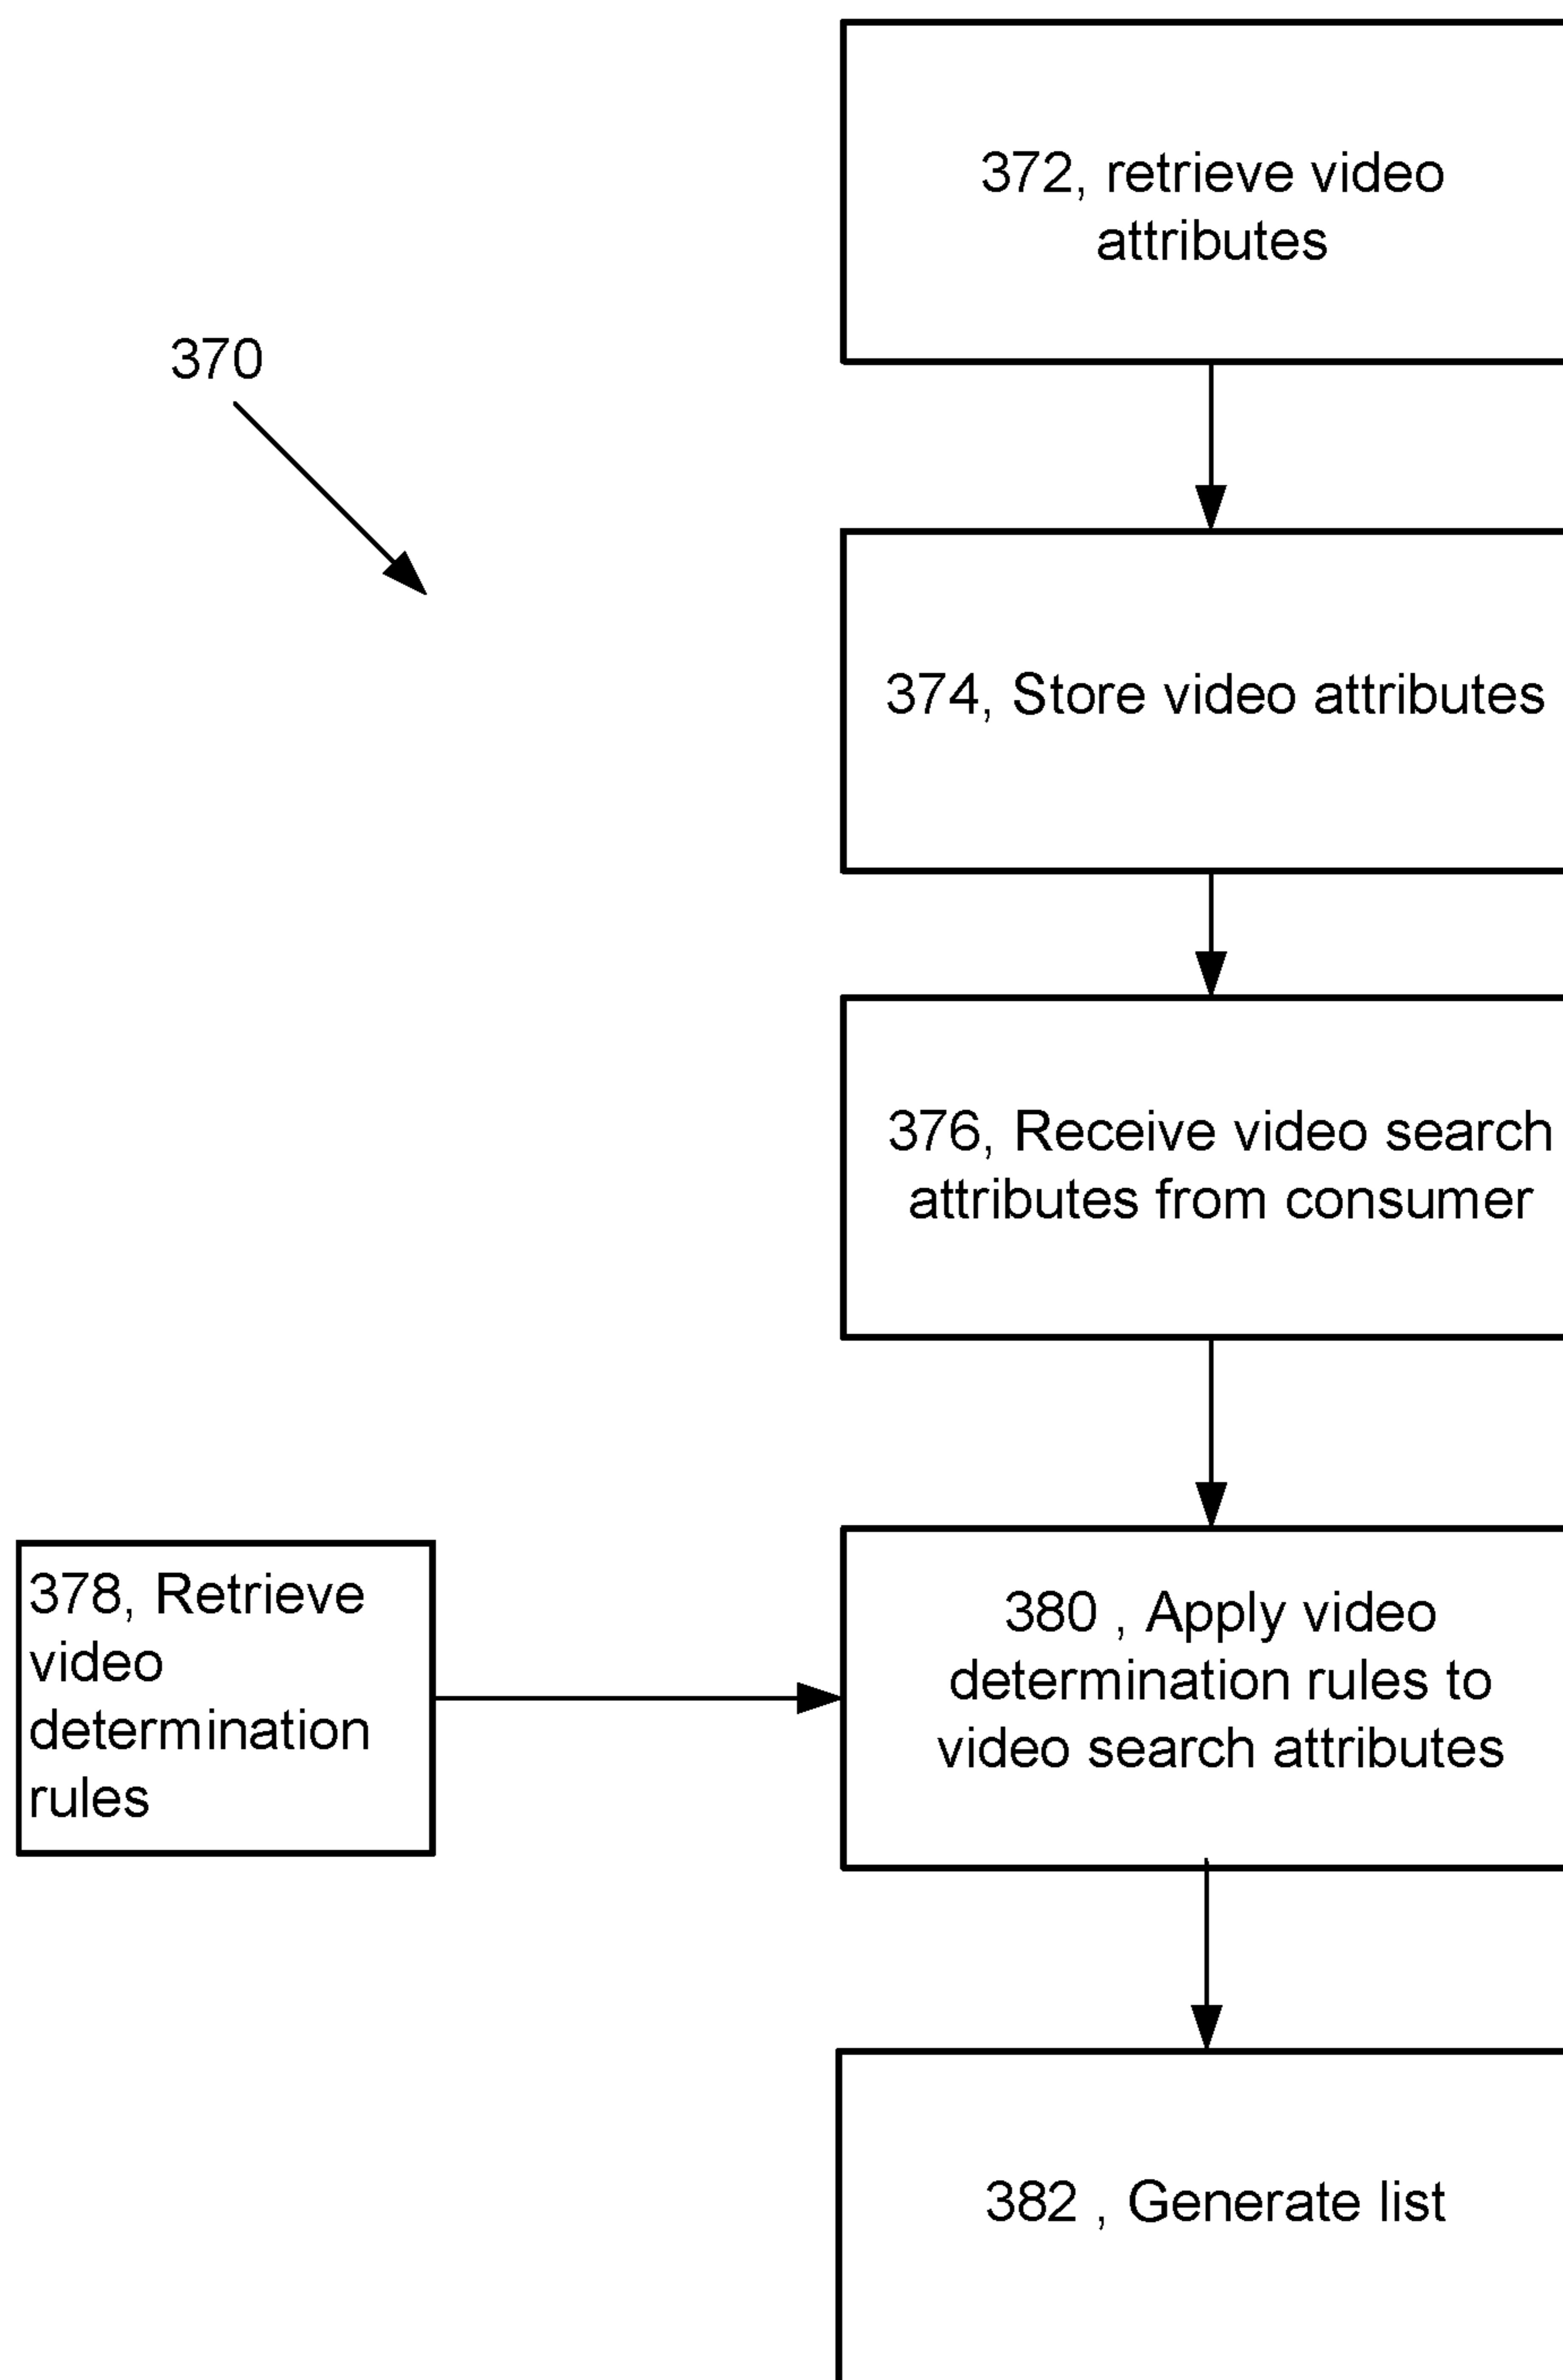 372, retrieve video
attributes
370
374, Store video attributes
376, Receive video search
attributes from consumer
378, Retrieve
video
determination
rules
380 , Apply video
determination rules to
video search attributes
382 , Generate list